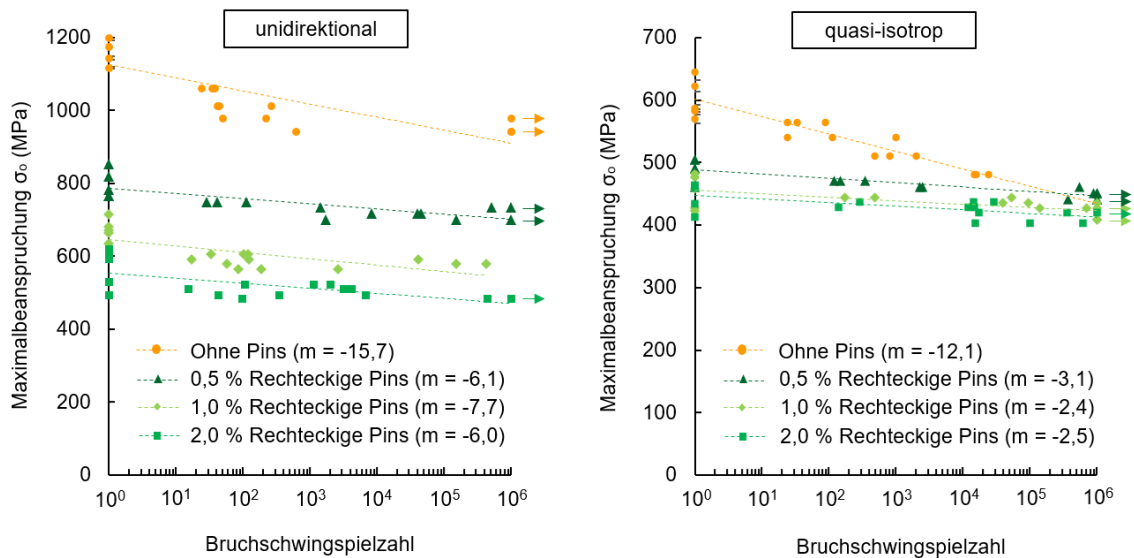 unidirektional
Maximalbeanspruchung σ₀ (MPa)
1200
1000
800
600
400
200
0
Ohne Pins (m = -15,7)
0,5 % Rechteckige Pins (m = -6,1)
1,0 % Rechteckige Pins (m = -7,7)
2,0 % Rechteckige Pins (m = -6,0)
10⁰ 10¹ 10² 10³ 10⁴ 10⁵ 10⁶
Bruchschwingspielzahl
quasi-isotrop
Maximalbeanspruchung σ₀ (MPa)
700
600
500
400
300
200
100
0
Ohne Pins (m = -12,1)
0,5 % Rechteckige Pins (m = -3,1)
1,0 % Rechteckige Pins (m = -2,4)
2,0 % Rechteckige Pins (m = -2,5)
10⁰ 10¹ 10² 10³ 10⁴ 10⁵ 10⁶
Bruchschwingspielzahl